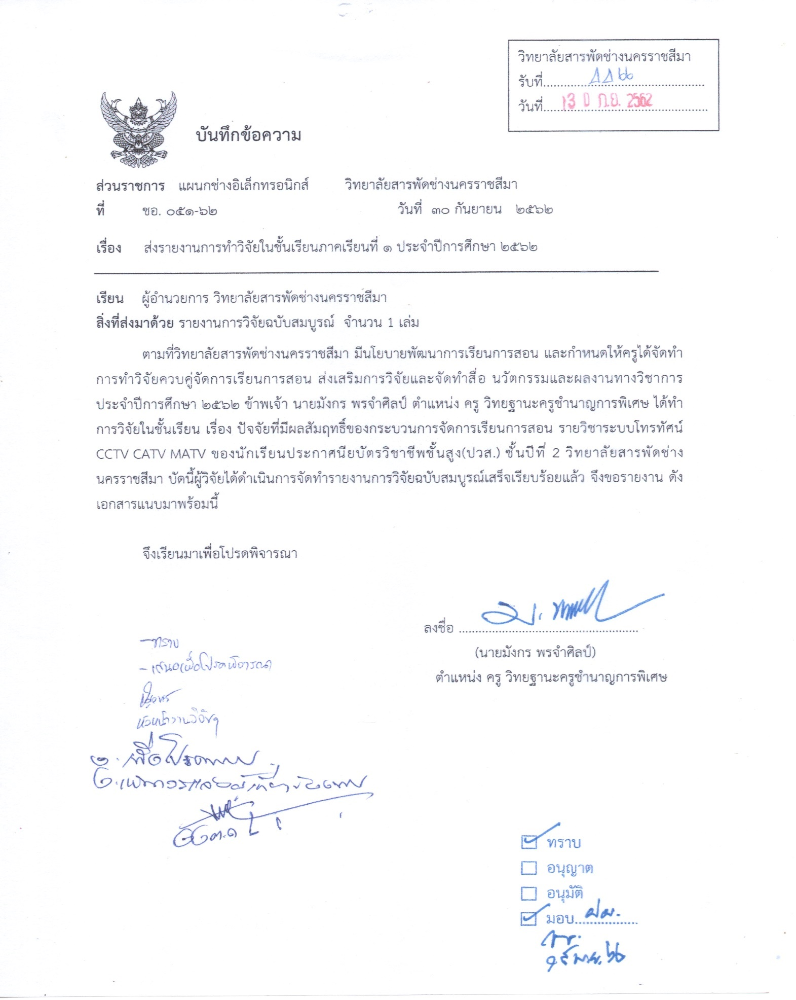 วิทยาลัยสารพัดช่างนครราชสีมา
รับที่
วันที่ 30 ก.ย. 2562
บันทึกข้อความ
ส่วนราชการ แผนกช่างอิเล็กทรอนิกส์ วิทยาลัยสารพัดช่างนครราชสีมา
ที่ ชอ. ๐๕๑-๖๒ วันที่ ๓๐ กันยายน ๒๕๖๒
เรื่อง ส่งรายงานการทำวิจัยในชั้นเรียนภาคเรียนที่ ๑ ประจำปีการศึกษา ๒๕๖๒
เรียน ผู้อำนวยการ วิทยาลัยสารพัดช่างนครราชสีมา
สิ่งที่ส่งมาด้วย รายงานการวิจัยฉบับสมบูรณ์ จำนวน 1 เล่ม
ตามที่วิทยาลัยสารพัดช่างนครราชสีมา มีนโยบายพัฒนาการเรียนการสอน และกำหนดให้ครูได้จัดทำ
การทำวิจัยควบคู่จัดการเรียนการสอน ส่งเสริมการวิจัยและจัดทำสื่อ นวัตกรรมและผลงานทางวิชาการ
ประจำปีการศึกษา ๒๕๖๒ ข้าพเจ้า นายมังกร พรจำศิลป์ ตำแหน่ง ครู วิทยฐานะครูชำนาญการพิเศษ ได้ทำ
การวิจัยในชั้นเรียน เรื่อง ปัจจัยที่มีผลสัมฤทธิ์ของกระบวนการจัดการเรียนการสอน รายวิชาระบบโทรทัศน์
CCTV CATV MATV ของนักเรียนประกาศนียบัตรวิชาชีพชั้นสูง(ปวส.) ชั้นปีที่ 2 วิทยาลัยสารพัดช่าง
นครราชสีมา บัดนี้ผู้วิจัยได้ดำเนินการจัดทำรายงานการวิจัยฉบับสมบูรณ์เสร็จเรียบร้อยแล้ว จึงขอรายงาน ดัง
เอกสารแนบมาพร้อมนี้
จึงเรียนมาเพื่อโปรดพิจารณา
ลงชื่อ
(นายมังกร พรจำศิลป์)
ตำแหน่ง ครู วิทยฐานะครูชำนาญการพิเศษ
-ทราบ
-เสนอเพื่อโปรดพิจารณา
หัวหน้างานวิจัยฯ
เพื่อโปรดทราบ
ทราบ
อนุญาต
อนุมัติ
มอบ